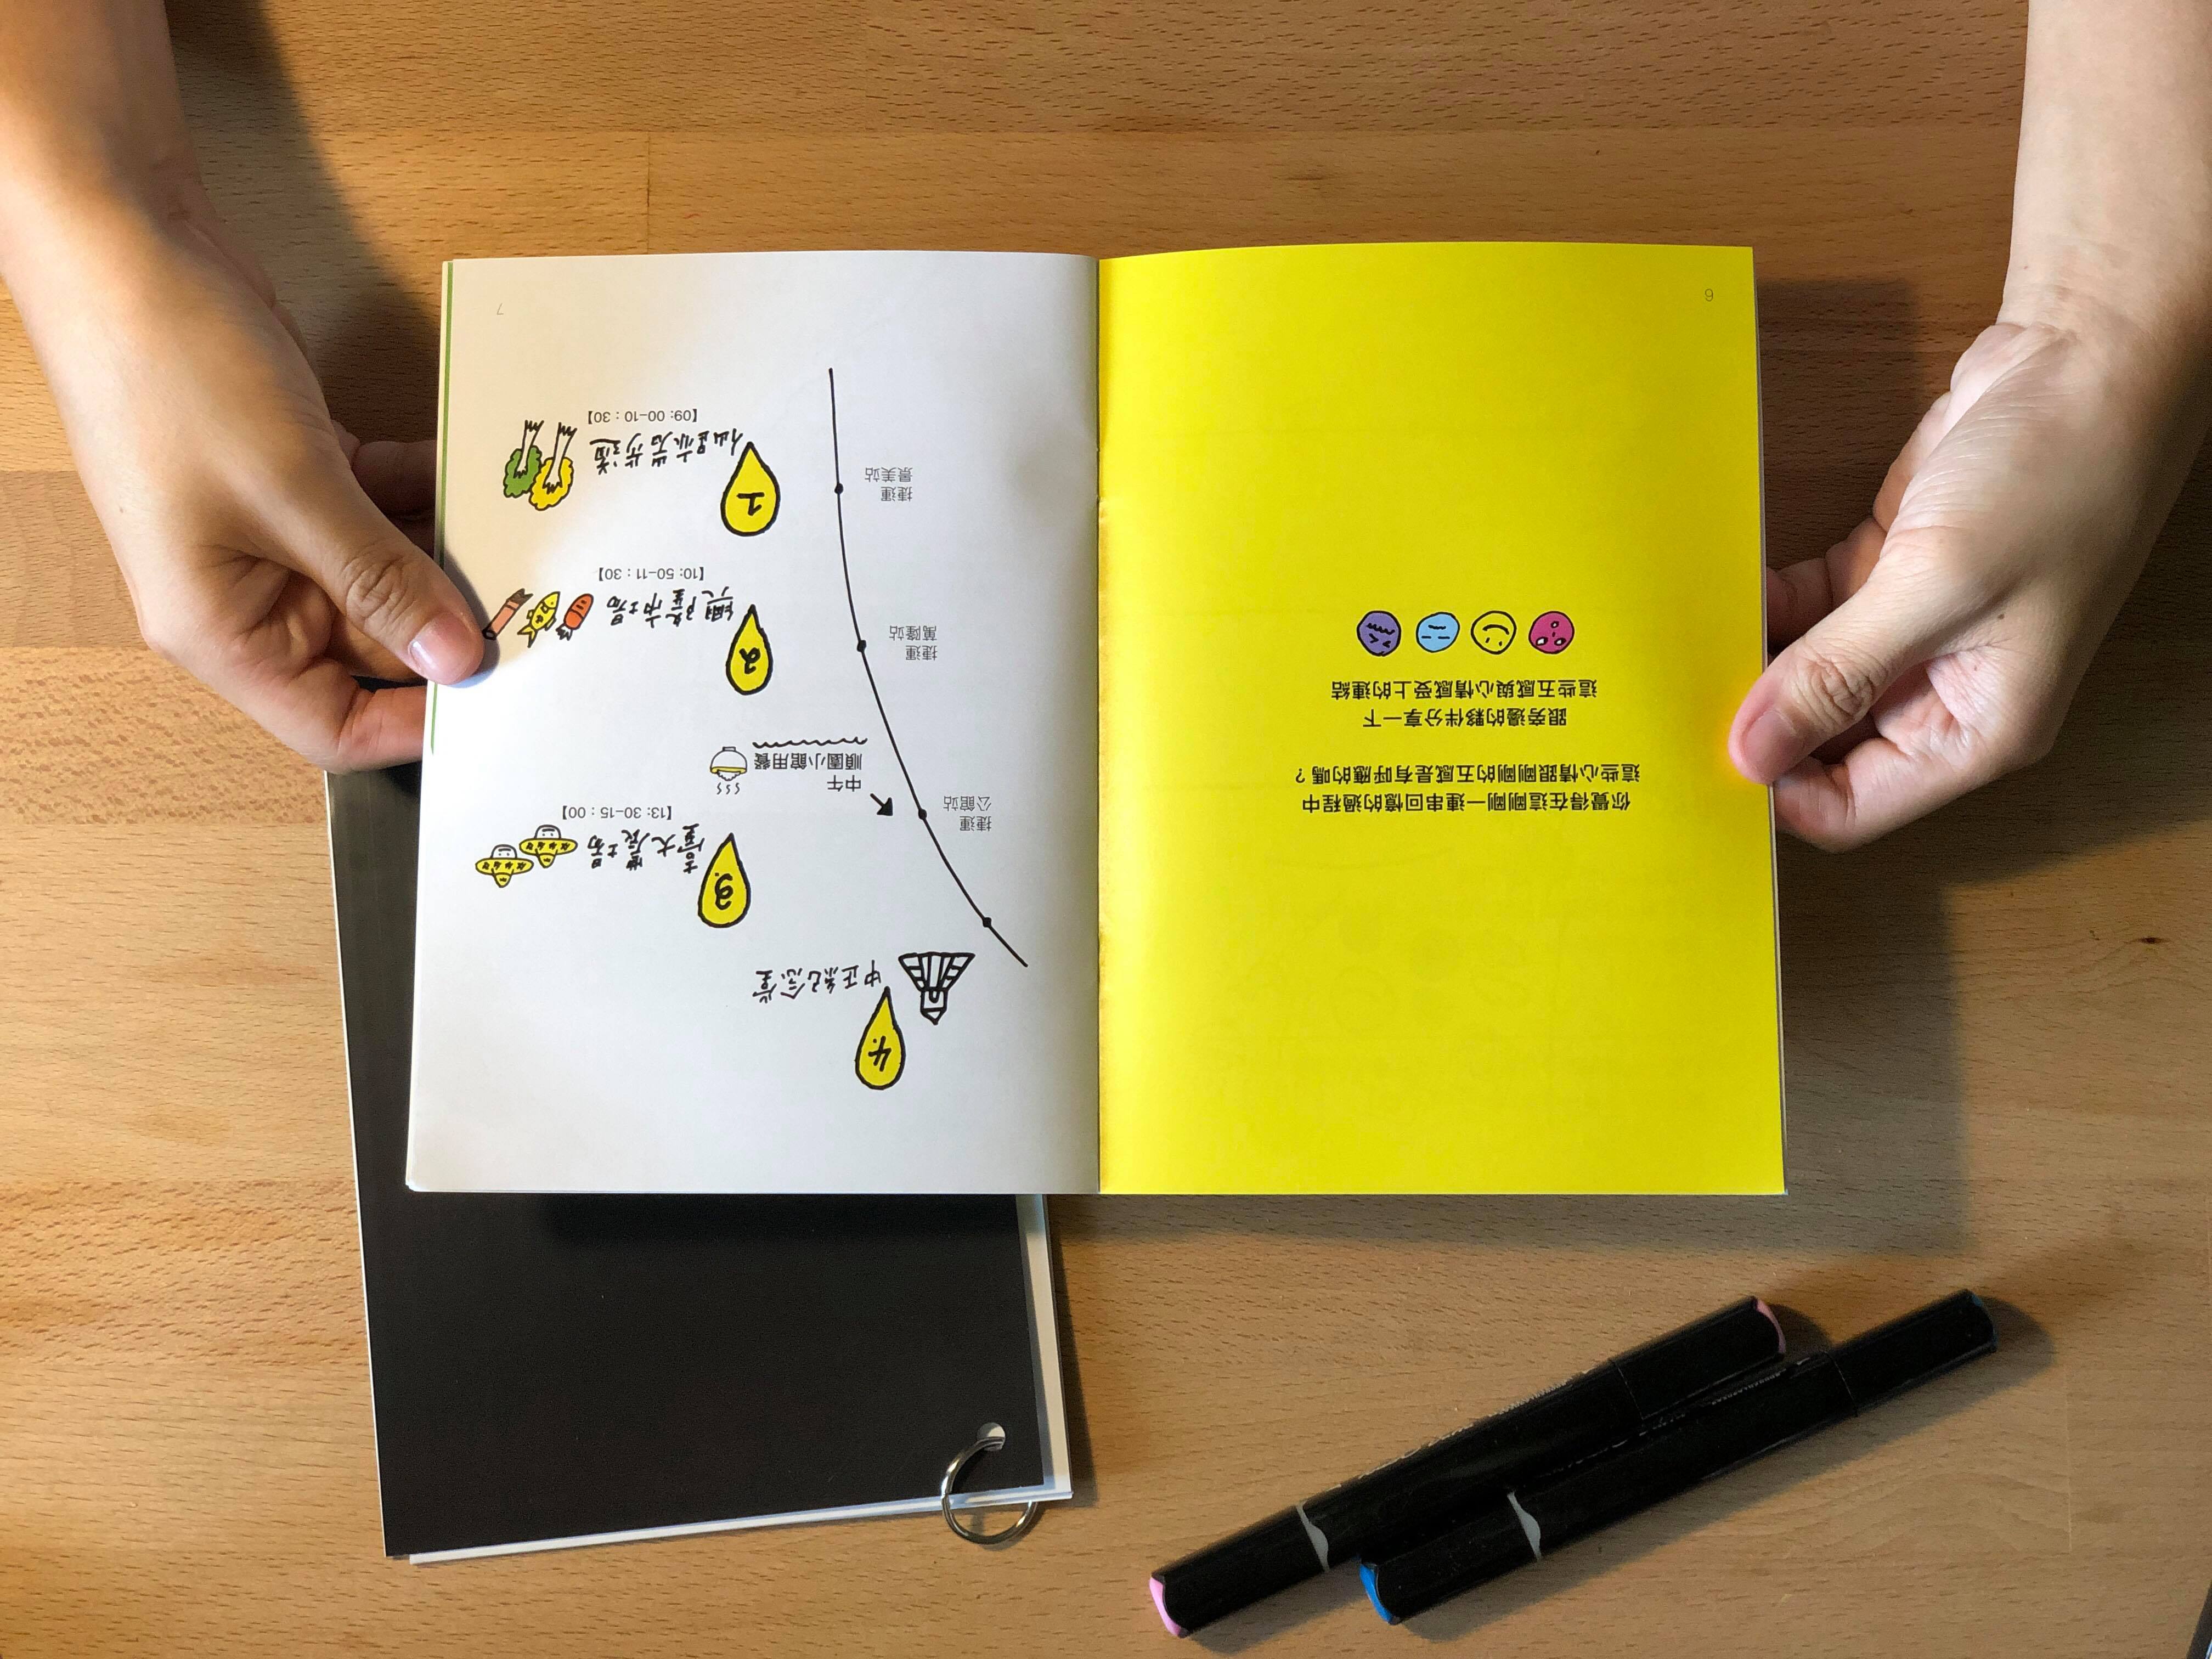 你覺得在這剛剛一連串回憶的過程中
這些心情跟剛剛的五感是有呼應的嗎？
跟旁邊的夥伴分享一下
這些五感與心情感受上的連結
6
4.
中正紀念堂
3.
臺大農場
【13: 30–15 : 00】
捷運
公館站
中午
順園小館用餐
捷運
萬隆站
2
興隆市場
【10: 50–11 : 30】
捷運
景美站
1
仙跡岩步道
【09: 00–10 : 30】
7